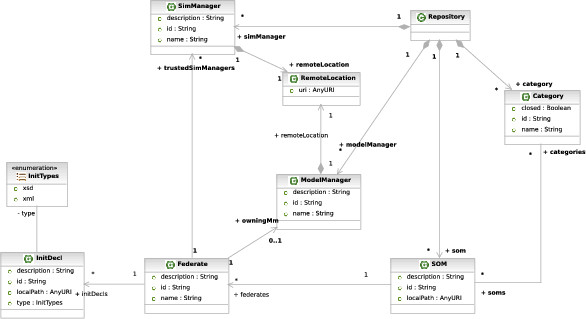 SimManager
description : String
id : String
name : String
*
1
Repository
+ simManager
1
1
1
1
*
+ trustedSimManagers
+ remoteLocation
1
RemoteLocation
uri : AnyURI
+ category
*
Category
closed : Boolean
id : String
name : String
1
+ remoteLocation
+ modelManager
*
*
+ categories
1
«enumeration»
InitTypes
xsd
xml
ModelManager
description : String
id : String
name : String
- type
+ owningMm
0..1
1
1
* + som
InitDecl
description : String
id : String
localPath : AnyURI
type : InitTypes
*
+ initDecls
1
Federate
description : String
id : String
name : String
*
+ federates
1
SOM
description : String
id : String
localPath : AnyURI
*
+ soms